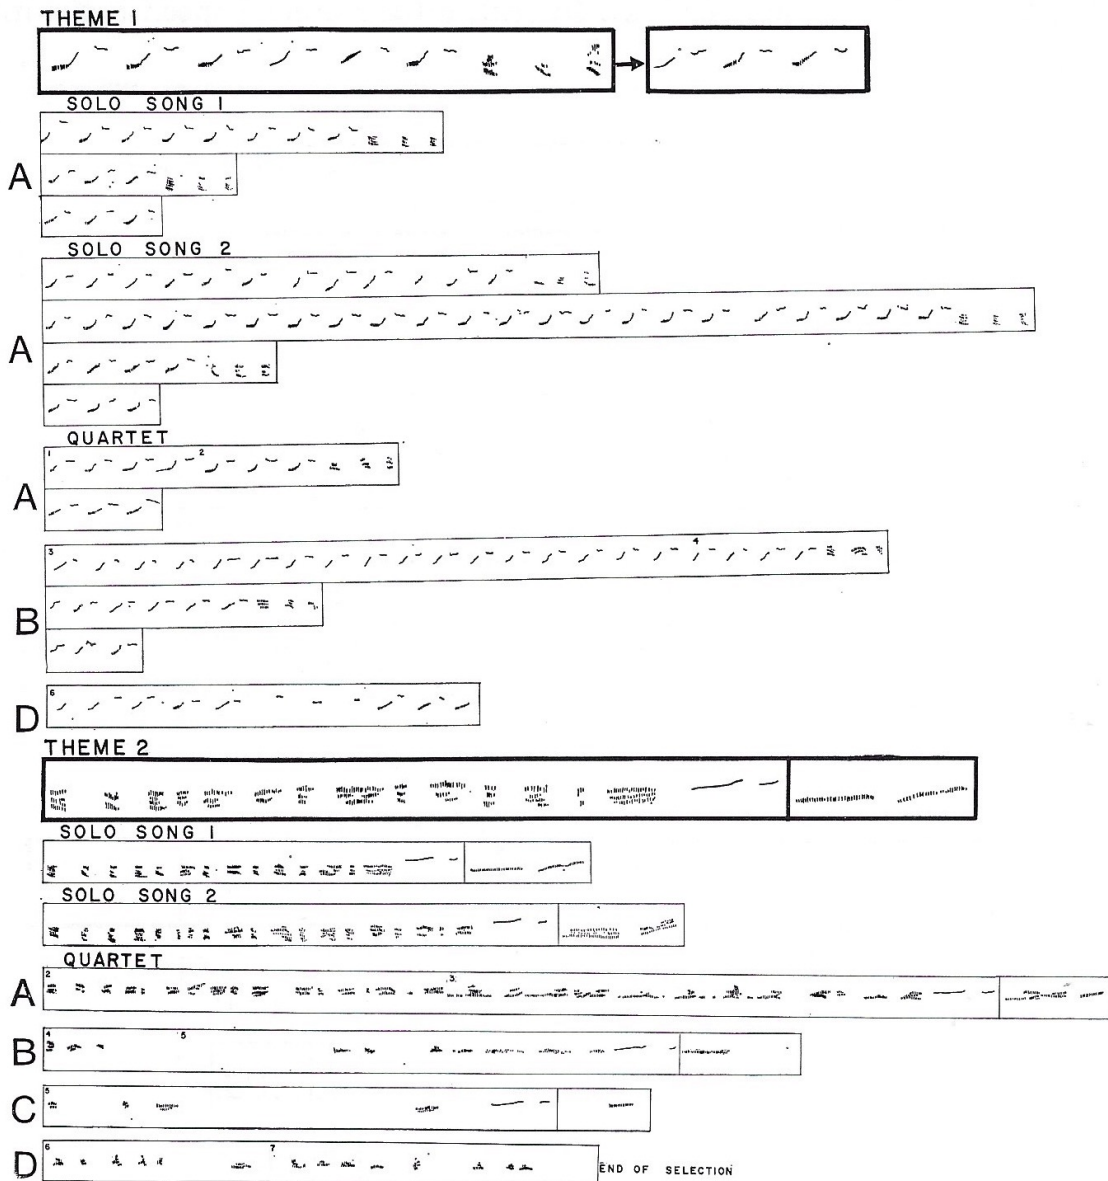 THEME 1
SOLO SONG 1
A
SOLO SONG 2
A
QUARTET
1 2
A
3 4
B
6
D
THEME 2
SOLO SONG 1
SOLO SONG 2
QUARTET
2 3
A
4 5
B
5
C
6 7
D END OF SELECTION